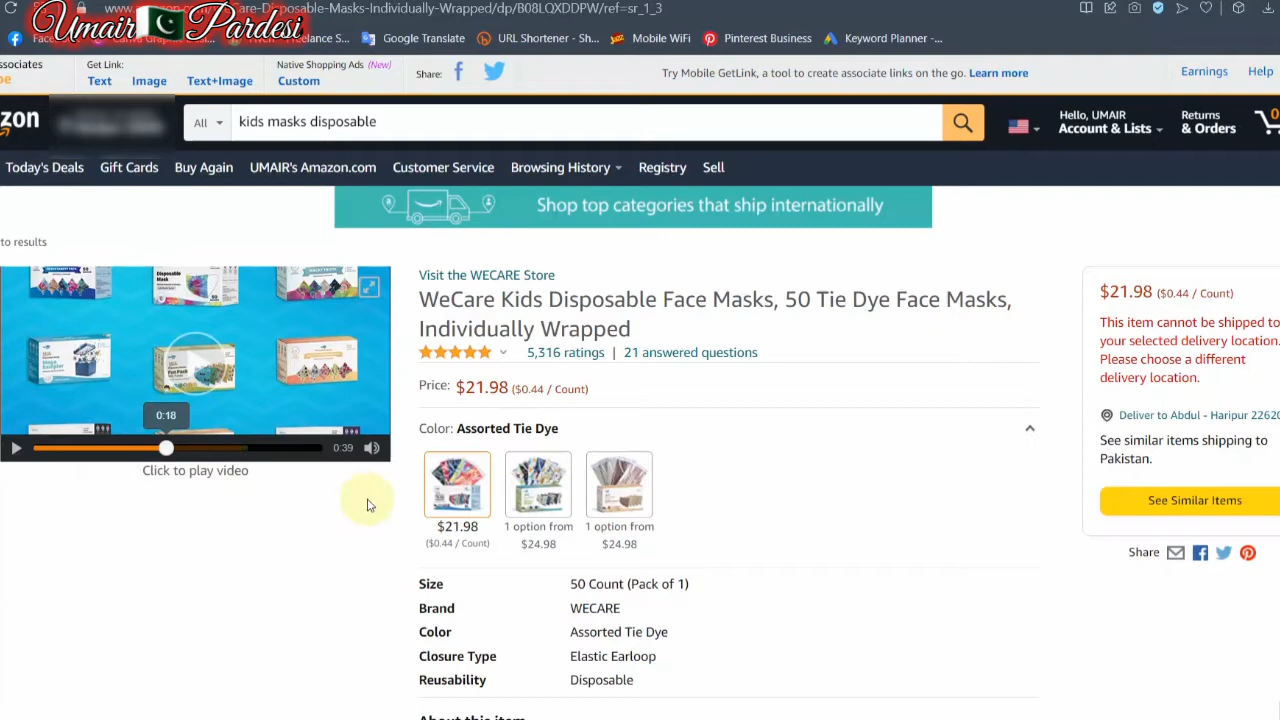 Umair Pardesi
Care-Disposable-Masks-Individually-Wrapped/dp/B08LQXDDPW/ref=sr_1_3
Google Translate
URL Shortener - Sh...
Mobile WiFi
Pinterest Business
Keyword Planner -...
sociates
Get Link:
Native Shopping Ads (New)
Text
Image
Text+Image
Custom
Share:
Try Mobile GetLink, a tool to create associate links on the go. Learn more
Earnings
Help
zon
All
kids masks disposable
Hello, UMAIR
Account & Lists
Returns
& Orders
0
Today's Deals
Gift Cards
Buy Again
UMAIR's Amazon.com
Customer Service
Browsing History
Registry
Sell
Shop top categories that ship internationally
to results
Visit the WECARE Store
WeCare Kids Disposable Face Masks, 50 Tie Dye Face Masks,
Individually Wrapped
5,316 ratings | 21 answered questions
Price: $21.98 ($0.44 / Count)
Color: Assorted Tie Dye
$21.98
($0.44 / Count)
1 option from
$24.98
1 option from
$24.98
Size 50 Count (Pack of 1)
Brand WECARE
Color Assorted Tie Dye
Closure Type Elastic Earloop
Reusability Disposable
About this item
0:18
0:39
Click to play video
$21.98 ($0.44 / Count)
This item cannot be shipped to
your selected delivery location.
Please choose a different
delivery location.
Deliver to Abdul - Haripur 22620
See similar items shipping to
Pakistan.
See Similar Items
Share